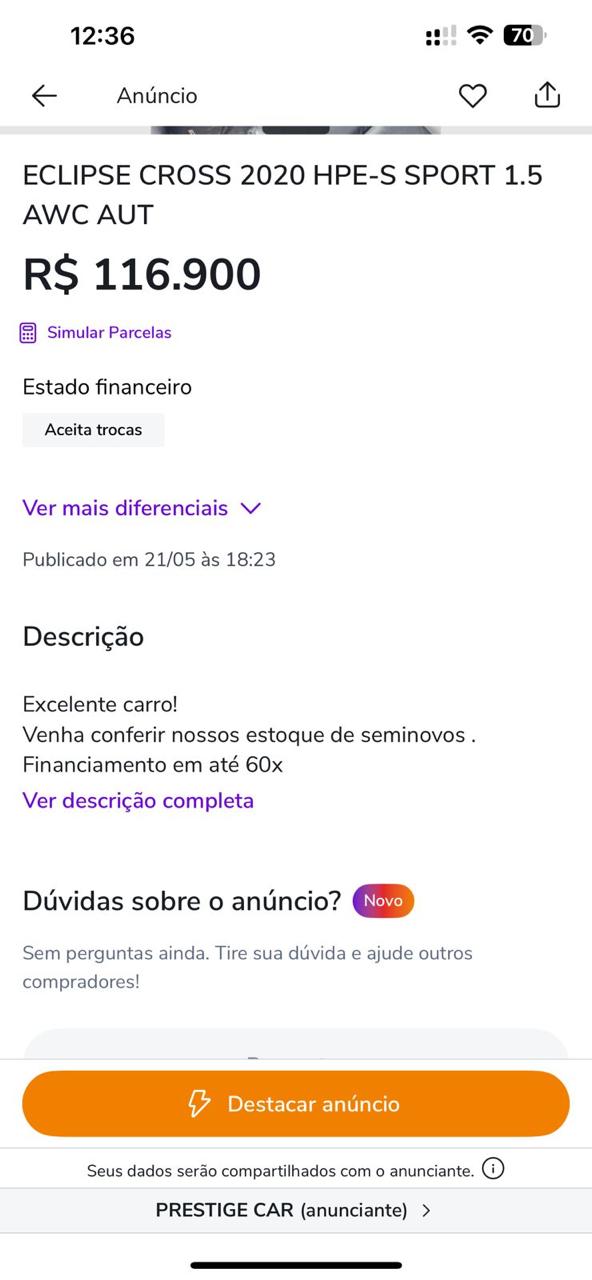 12:36
70
Anúncio
ECLIPSE CROSS 2020 HPE-S SPORT 1.5
AWC AUT
R$ 116.900
Simular Parcelas
Estado financeiro
Aceita trocas
Ver mais diferenciais
Publicado em 21/05 às 18:23
Descrição
Excelente carro!
Venha conferir nossos estoque de seminovos .
Financiamento em até 60x
Ver descrição completa
Dúvidas sobre o anúncio? Novo
Sem perguntas ainda. Tire sua dúvida e ajude outros
compradores!
Destacar anúncio
Seus dados serão compartilhados com o anunciante.
PRESTIGE CAR (anunciante)